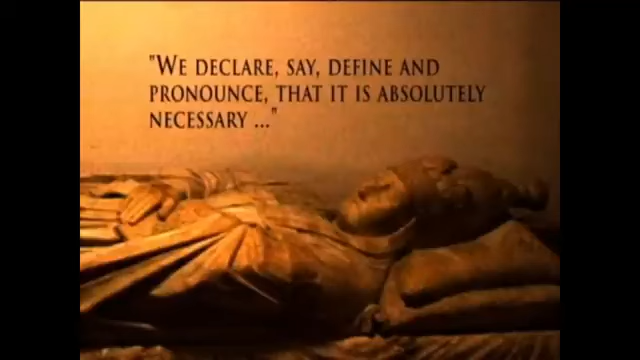 "WE DECLARE, SAY, DEFINE AND
PRONOUNCE, THAT IT IS ABSOLUTELY
NECESSARY ..."